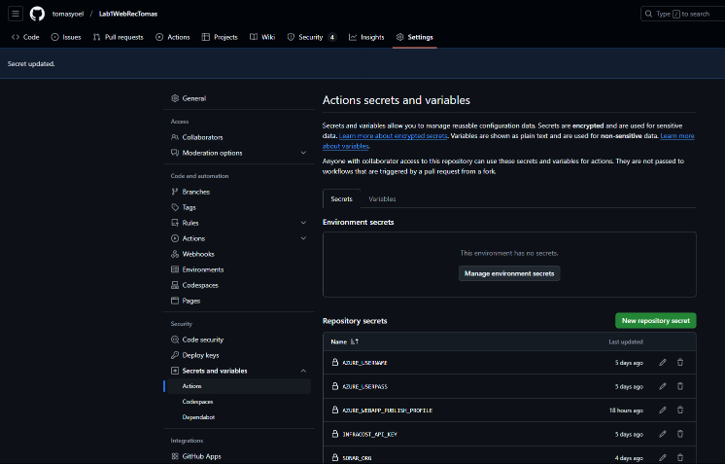 tomasyoel / Lab1WebRecTomas
Type / to search
Code Issues Pull requests Actions Projects Wiki Security 4 Insights Settings
Secret updated.
General
Access
Collaborators
Moderation options
Code and automation
Branches
Tags
Rules
Actions
Webhooks
Environments
Codespaces
Pages
Security
Code security
Deploy keys
Secrets and variables
Actions
Codespaces
Dependabot
Integrations
GitHub Apps
Actions secrets and variables
Secrets and variables allow you to manage reusable configuration data. Secrets are encrypted and are used for sensitive
data. Learn more about encrypted secrets. Variables are shown as plain text and are used for non-sensitive data. Learn more
about variables.
Anyone with collaborator access to this repository can use these secrets and variables for actions. They are not passed to
workflows that are triggered by a pull request from a fork.
Secrets Variables
Environment secrets
This environment has no secrets.
Manage environment secrets
Repository secrets New repository secret
Name Last updated
AZURE_USERNAME 5 days ago
AZURE_USERPASS 5 days ago
AZURE_WEBAPP_PUBLISH_PROFILE 18 hours ago
INFRACOST_API_KEY 5 days ago
SONAR_ORG 4 days ago